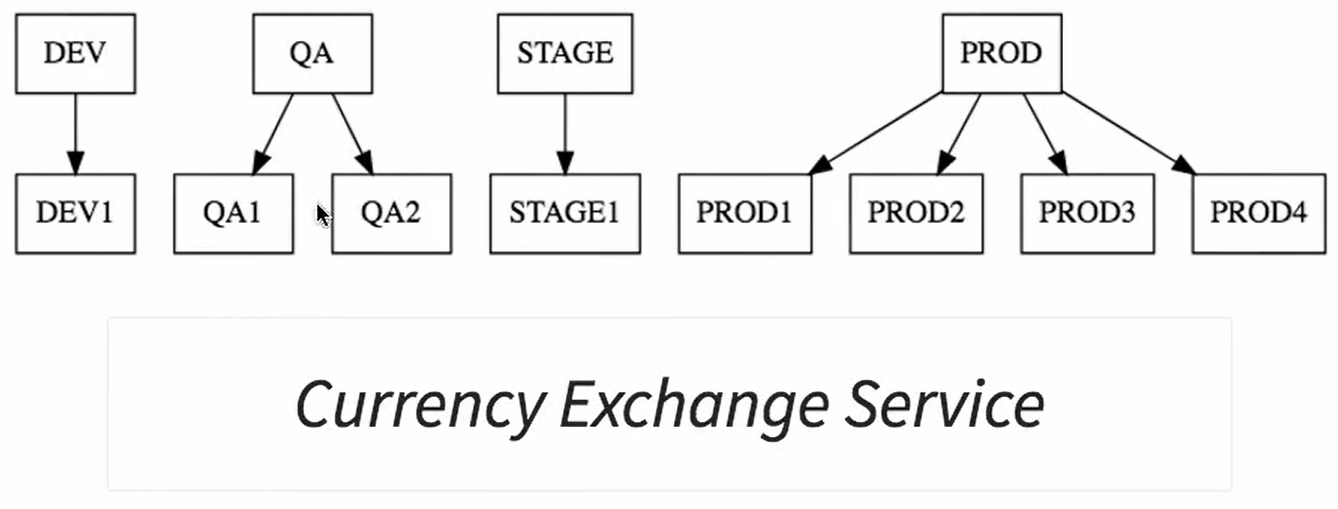 DEV QA STAGE PROD
DEV1 QA1 QA2 STAGE1 PROD1 PROD2 PROD3 PROD4
Currency Exchange Service